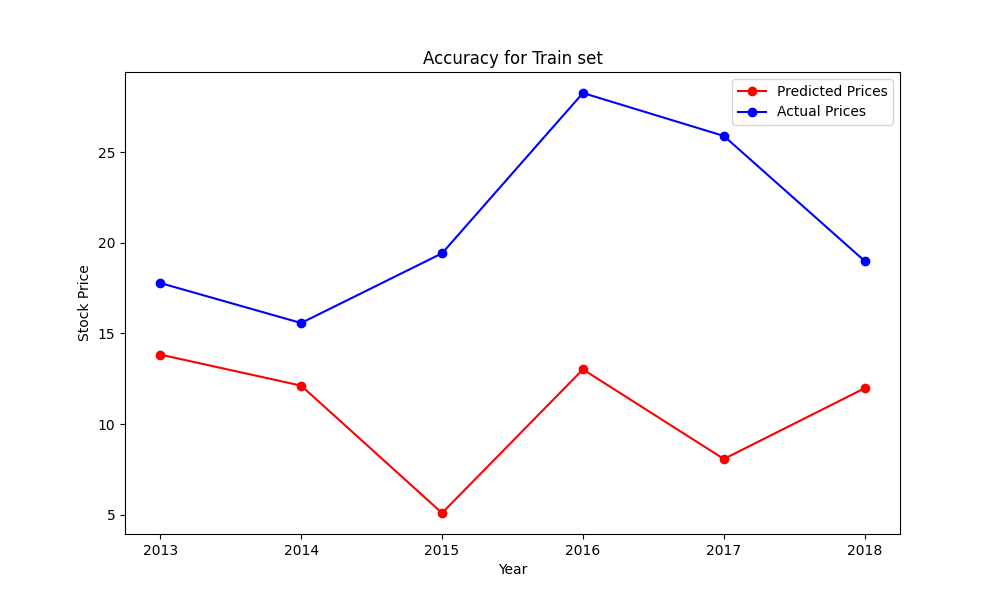 Accuracy for Train set
Predicted Prices
Actual Prices
25
20
15
10
5
Stock Price
2013 2014 2015 2016 2017 2018
Year